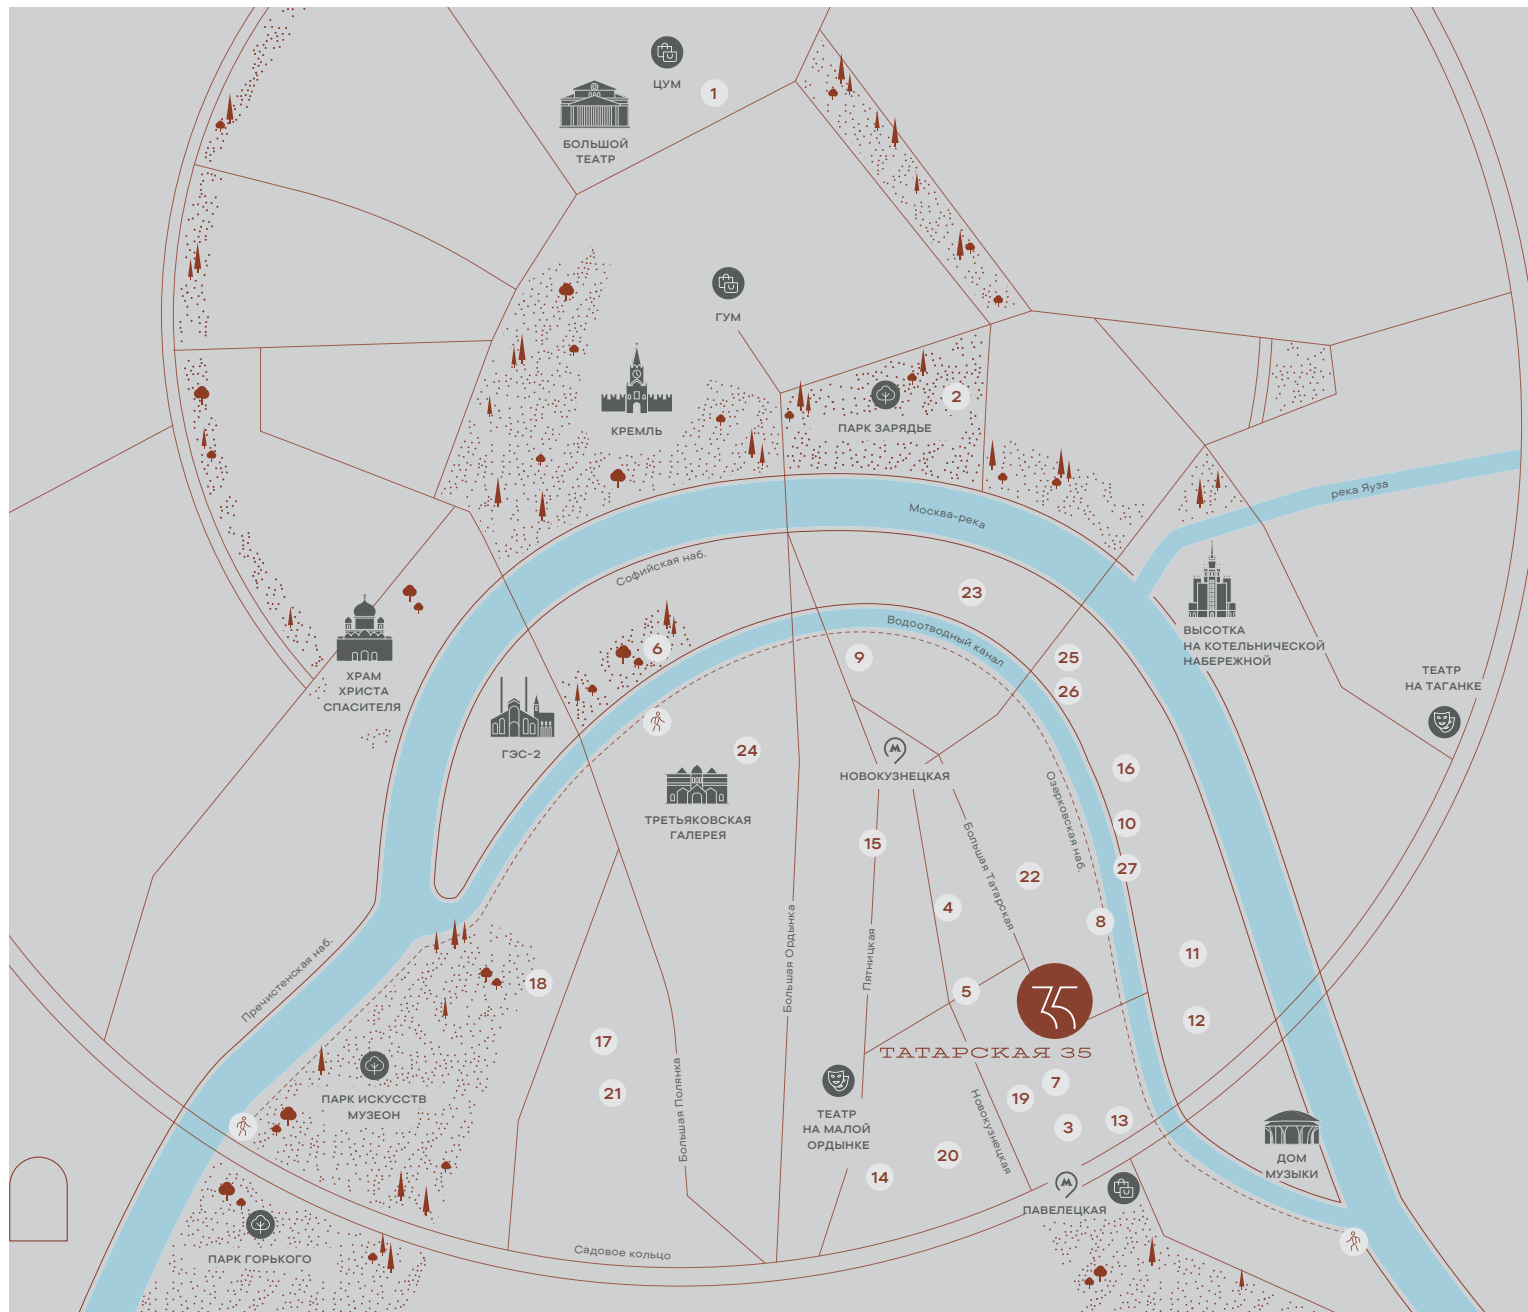 ЦУМ
1
БОЛЬШОЙ
ТЕАТР
ГУМ
КРЕМЛЬ
2
ПАРК ЗАРЯДЬЕ
река Яуза
Москва-река
Софийская наб.
23
Водоотводный канал
ВЫСОТКА
НА КОТЕЛЬНИЧЕСКОЙ
НАБЕРЕЖНОЙ
6
9
25
26
ХРАМ
ХРИСТА
СПАСИТЕЛЯ
ТЕАТР
НА ТАГАНКЕ
ГЭС-2
24
НОВОКУЗНЕЦКАЯ
16
Озерковская наб.
ТРЕТЬЯКОВСКАЯ
ГАЛЕРЕЯ
10
15
Большая Татарская
27
22
4
8
Большая Ордынка
Пятницкая
11
Пречистенская наб.
18
5
35
12
ТАТАРСКАЯ 35
17
ПАРК ИСКУССТВ
МУЗЕОН
21
Большая Полянка
7
19
Новокузнецкая
3
13
ТЕАТР
НА МАЛОЙ
ОРДЫНКЕ
20
14
ДОМ
МУЗЫКИ
ПАВЕЛЕЦКАЯ
Садовое кольцо
ПАРК ГОРЬКОГО